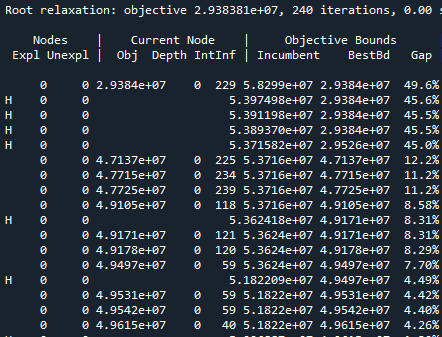 Root relaxation: objective 2.938381e+07, 240 iterations, 0.00 s
Nodes | Current Node | Objective Bounds
Expl Unexpl | Obj Depth IntInf | Incumbent BestBd Gap
0 0 2.9384e+07 0 229 5.8299e+07 2.9384e+07 49.6%
H 0 0 5.397498e+07 2.9384e+07 45.6%
H 0 0 5.391198e+07 2.9384e+07 45.5%
H 0 0 5.389370e+07 2.9384e+07 45.5%
H 0 0 5.371582e+07 2.9526e+07 45.0%
0 0 4.7137e+07 0 225 5.3716e+07 4.7137e+07 12.2%
0 0 4.7715e+07 0 234 5.3716e+07 4.7715e+07 11.2%
0 0 4.7725e+07 0 239 5.3716e+07 4.7725e+07 11.2%
0 0 4.9105e+07 0 118 5.3716e+07 4.9105e+07 8.58%
H 0 0 5.362418e+07 4.9171e+07 8.31%
0 0 4.9171e+07 0 121 5.3624e+07 4.9171e+07 8.31%
0 0 4.9178e+07 0 120 5.3624e+07 4.9178e+07 8.29%
0 0 4.9497e+07 0 59 5.3624e+07 4.9497e+07 7.70%
H 0 0 5.182209e+07 4.9497e+07 4.49%
0 0 4.9531e+07 0 59 5.1822e+07 4.9531e+07 4.42%
0 0 4.9542e+07 0 59 5.1822e+07 4.9542e+07 4.40%
0 0 4.9615e+07 0 40 5.1822e+07 4.9615e+07 4.26%